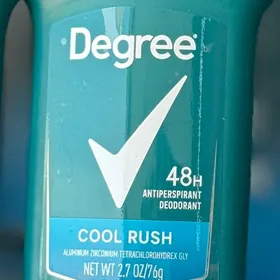 Degree®
48H
ANTIPERSPIRANT
DEODORANT
COOL RUSH
ALUMINUM ZIRCONIUM TETRACHLOROHYDREX GLY
NET WT 2.7 OZ/76g